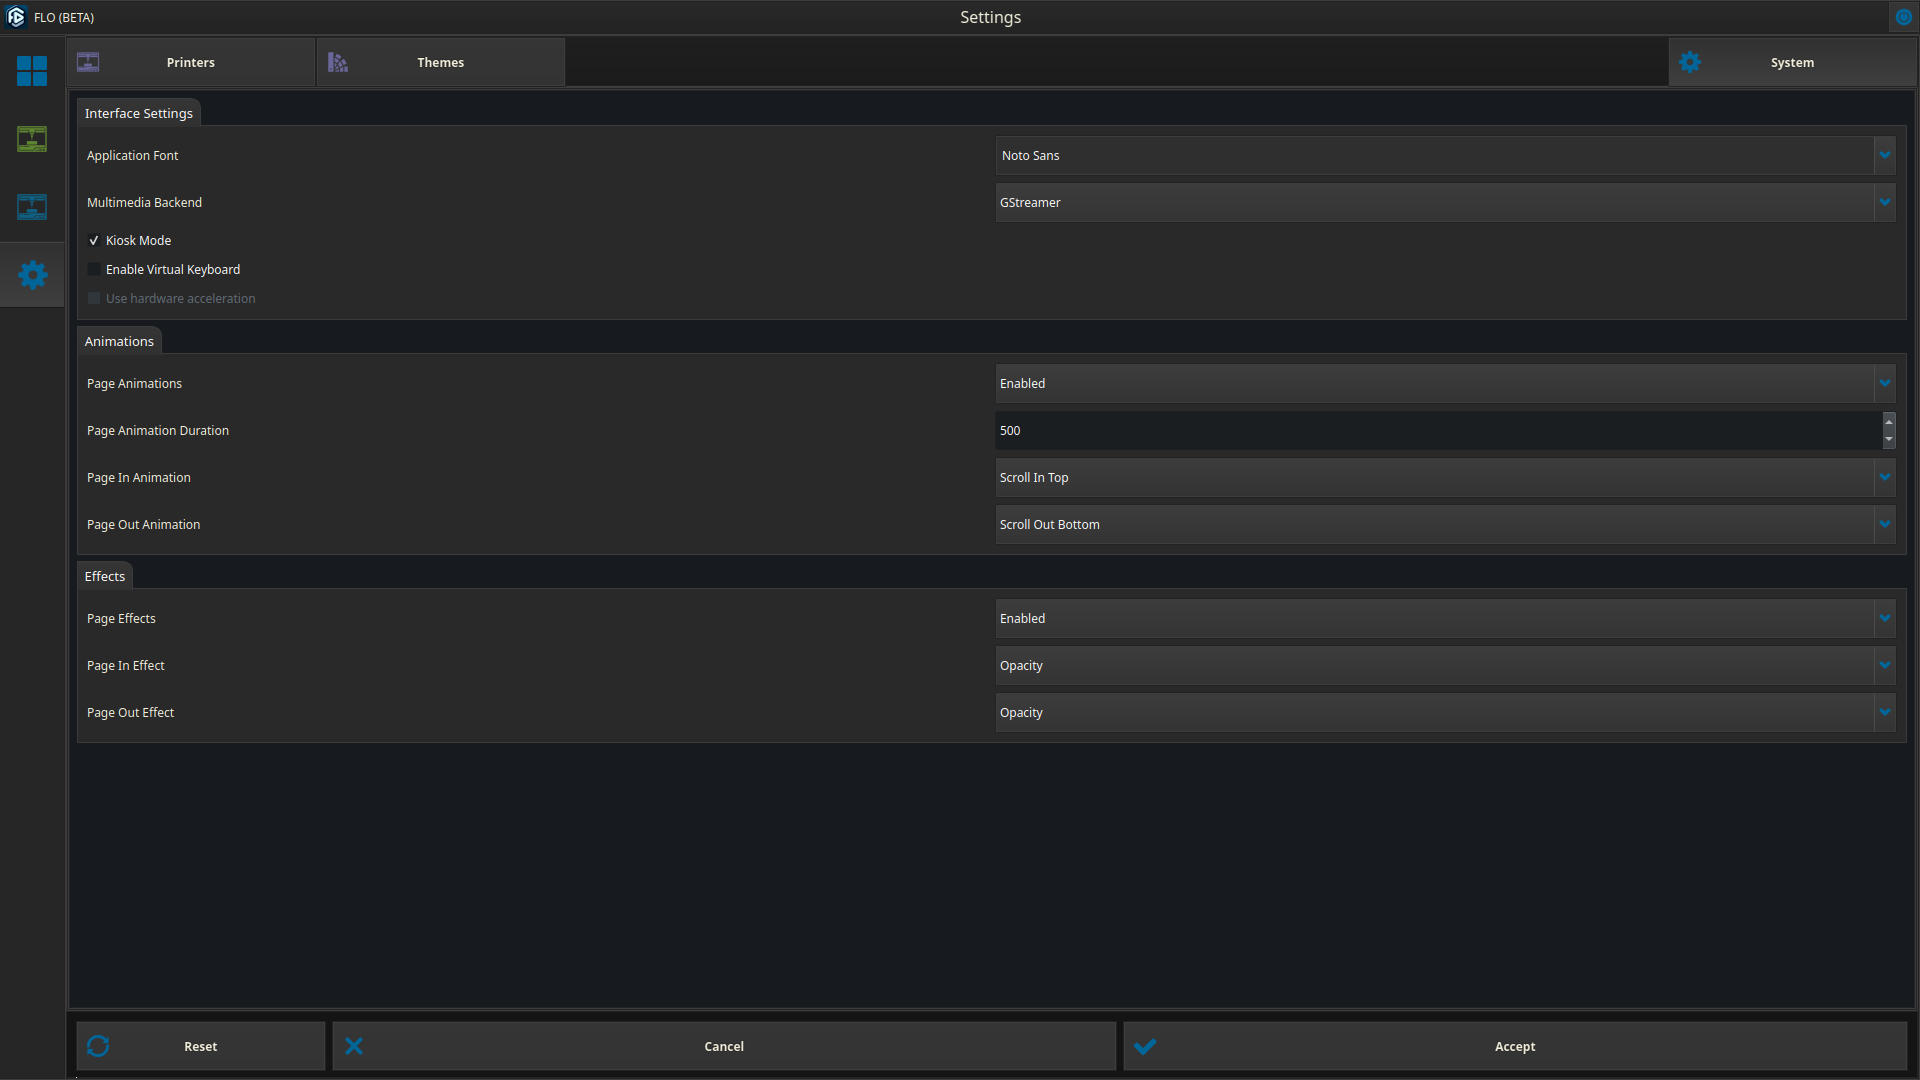 FLO (BETA)
Settings
Printers
Themes
System
Interface Settings
Application Font
Noto Sans
Multimedia Backend
GStreamer
Kiosk Mode
Enable Virtual Keyboard
Use hardware acceleration
Animations
Page Animations
Enabled
Page Animation Duration
500
Page In Animation
Scroll In Top
Page Out Animation
Scroll Out Bottom
Effects
Page Effects
Enabled
Page In Effect
Opacity
Page Out Effect
Opacity
Reset
Cancel
Accept